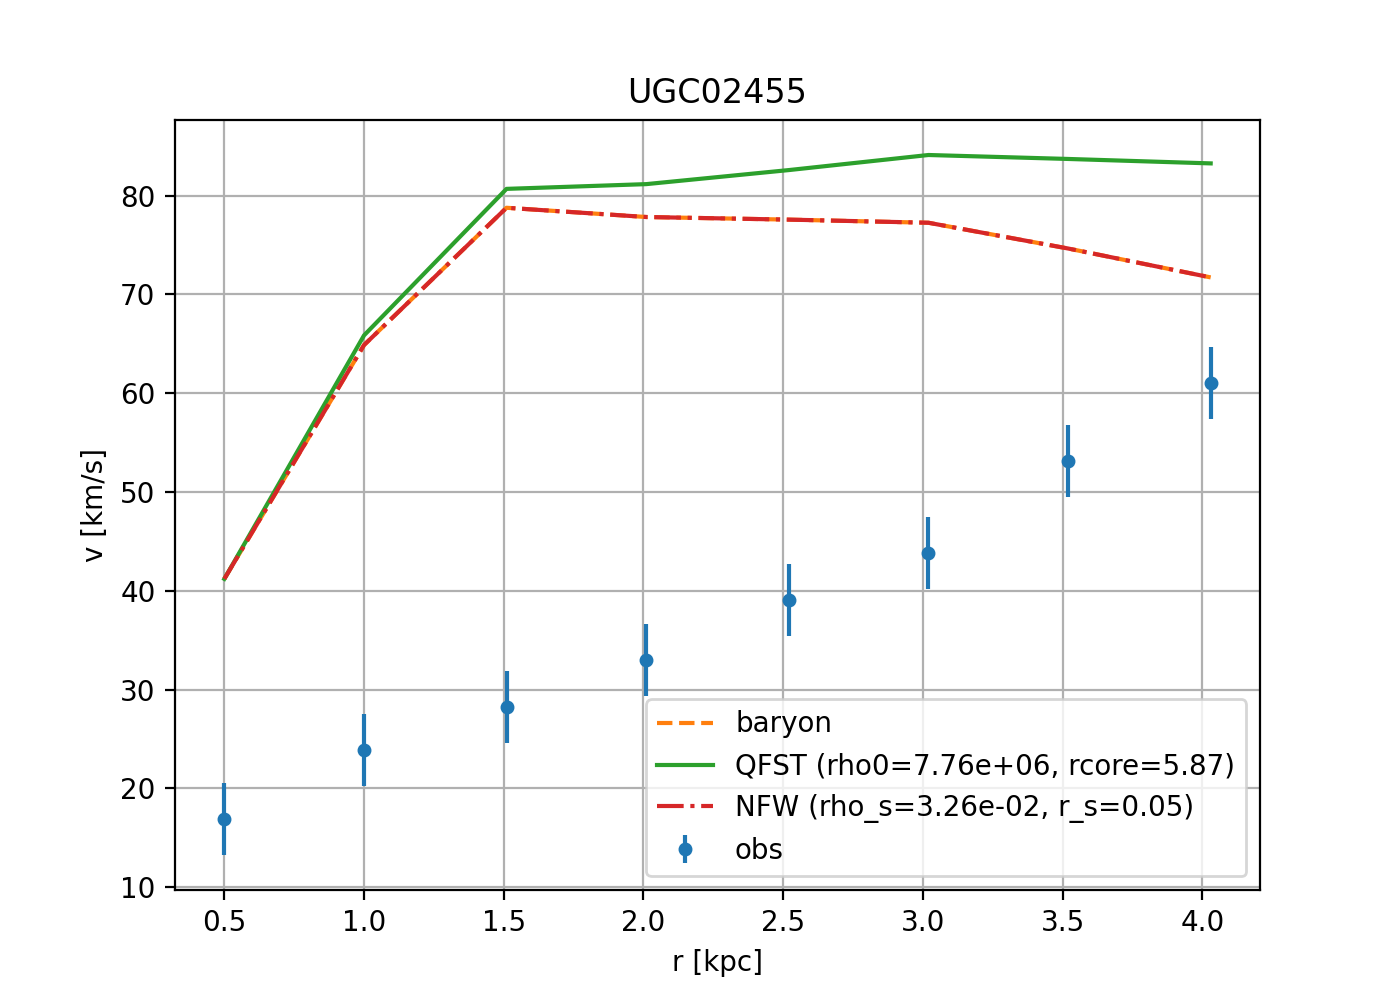 UGC02455
v [km/s]
80
70
60
50
40
30
20
10
baryon
QFST (rho0=7.76e+06, rcore=5.87)
NFW (rho_s=3.26e-02, r_s=0.05)
obs
0.5 1.0 1.5 2.0 2.5 3.0 3.5 4.0
r [kpc]